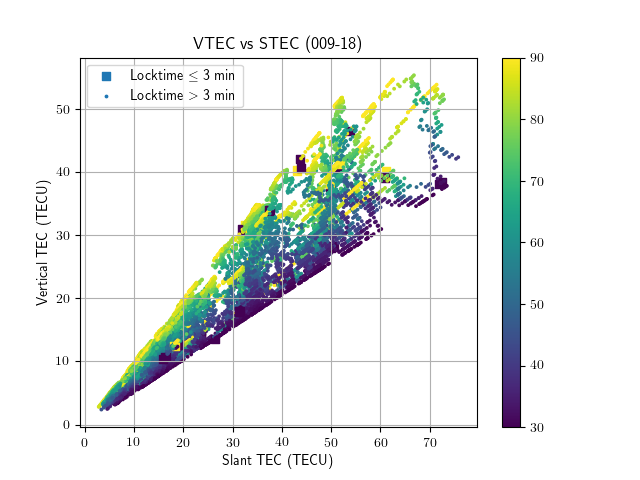 VTEC vs STEC (009-18)
Locktime ≤ 3 min
Locktime > 3 min
50
40
30
20
10
0
Vertical TEC (TECU)
0 10 20 30 40 50 60 70
Slant TEC (TECU)
90
80
70
60
50
40
30